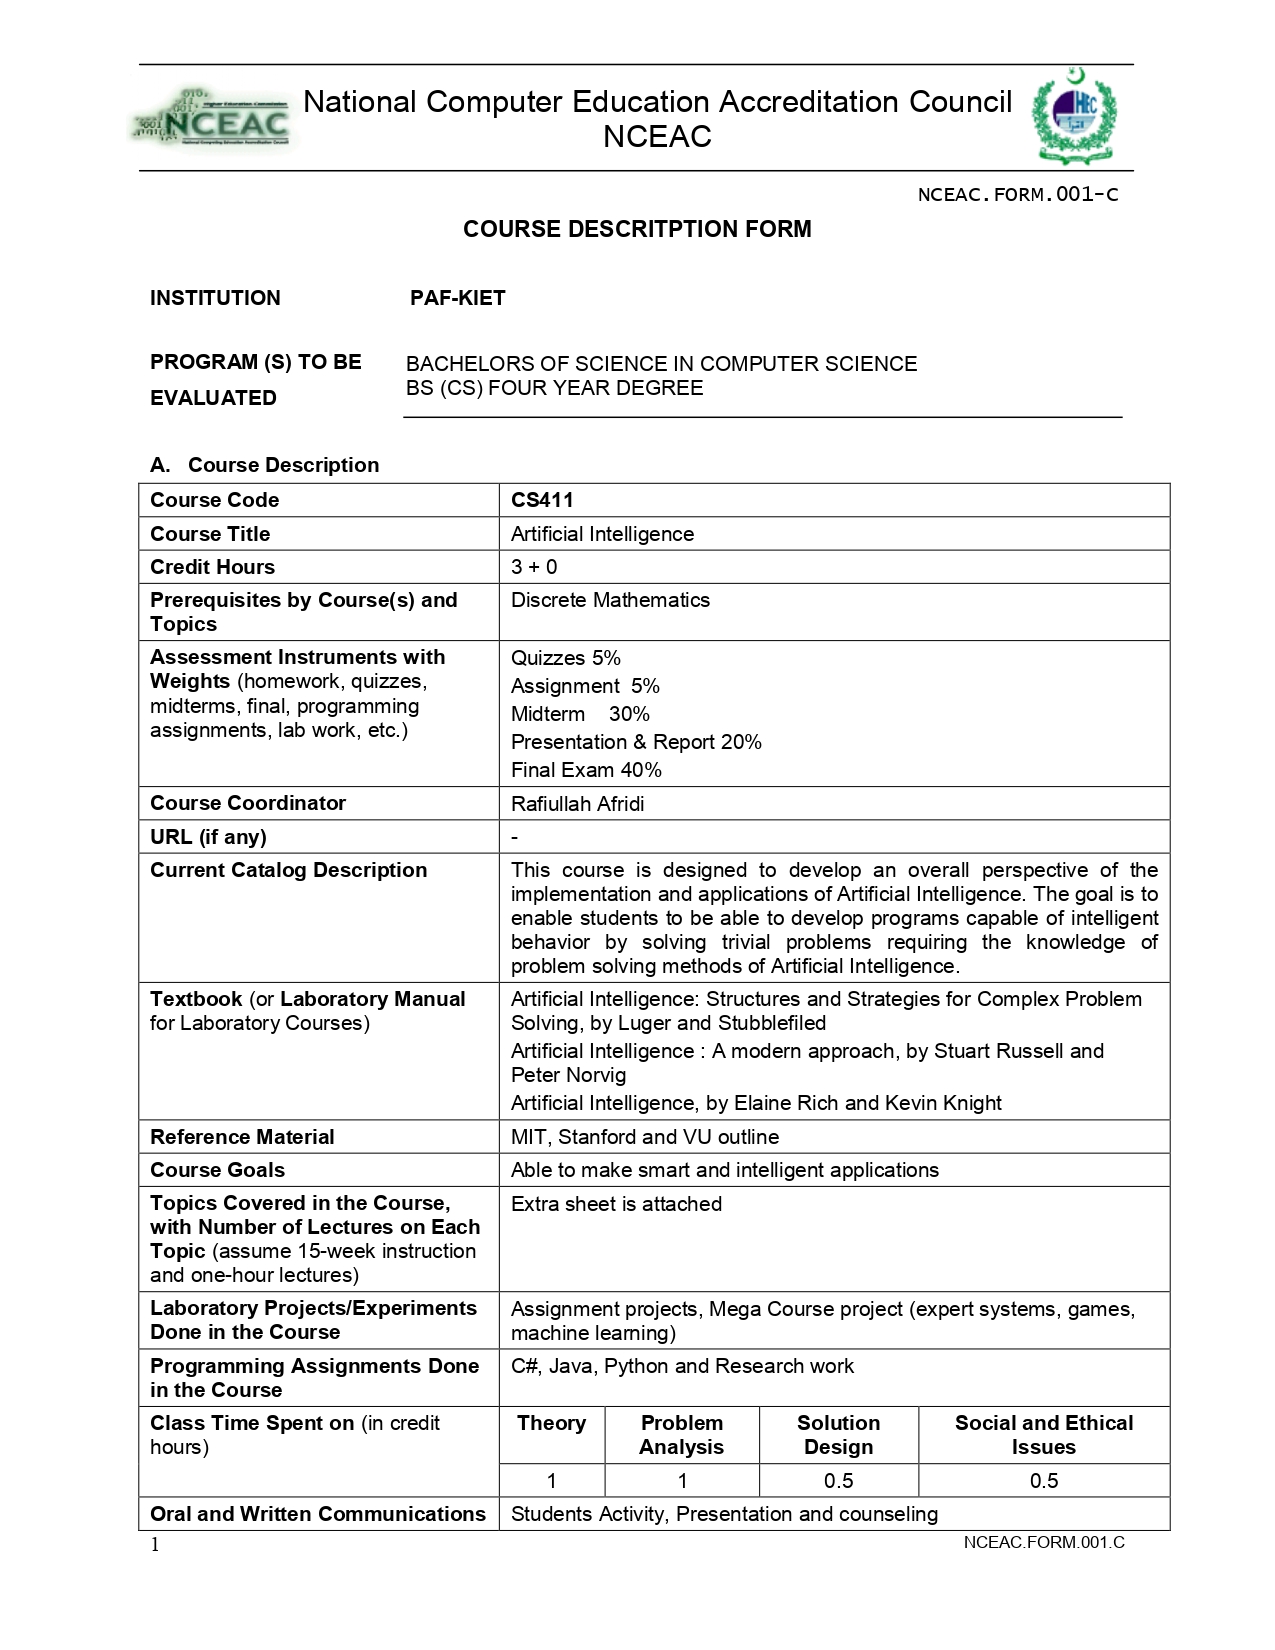 National Computer Education Accreditation Council
NCEAC
NCEAC
HEC
NCEAC.FORM.001-C
COURSE DESCRITPTION FORM
INSTITUTION PAF-KIET
PROGRAM (S) TO BE
EVALUATED
BACHELORS OF SCIENCE IN COMPUTER SCIENCE
BS (CS) FOUR YEAR DEGREE
A. Course Description
Course Code CS411
Course Title Artificial Intelligence
Credit Hours 3 + 0
Prerequisites by Course(s) and
Topics
Discrete Mathematics
Assessment Instruments with
Weights (homework, quizzes,
midterms, final, programming
assignments, lab work, etc.)
Quizzes 5%
Assignment 5%
Midterm 30%
Presentation & Report 20%
Final Exam 40%
Course Coordinator Rafiullah Afridi
URL (if any) -
Current Catalog Description
This course is designed to develop an overall perspective of the
implementation and applications of Artificial Intelligence. The goal is to
enable students to be able to develop programs capable of intelligent
behavior by solving trivial problems requiring the knowledge of
problem solving methods of Artificial Intelligence.
Textbook (or Laboratory Manual
for Laboratory Courses)
Artificial Intelligence: Structures and Strategies for Complex Problem
Solving, by Luger and Stubblefiled
Artificial Intelligence : A modern approach, by Stuart Russell and
Peter Norvig
Artificial Intelligence, by Elaine Rich and Kevin Knight
Reference Material MIT, Stanford and VU outline
Course Goals Able to make smart and intelligent applications
Topics Covered in the Course,
with Number of Lectures on Each
Topic (assume 15-week instruction
and one-hour lectures)
Extra sheet is attached
Laboratory Projects/Experiments
Done in the Course
Assignment projects, Mega Course project (expert systems, games,
machine learning)
Programming Assignments Done
in the Course
C#, Java, Python and Research work
Class Time Spent on (in credit
hours)
Theory
Problem
Analysis
Solution
Design
Social and Ethical
Issues
1 1 0.5 0.5
Oral and Written Communications Students Activity, Presentation and counseling
1 NCEAC.FORM.001.C